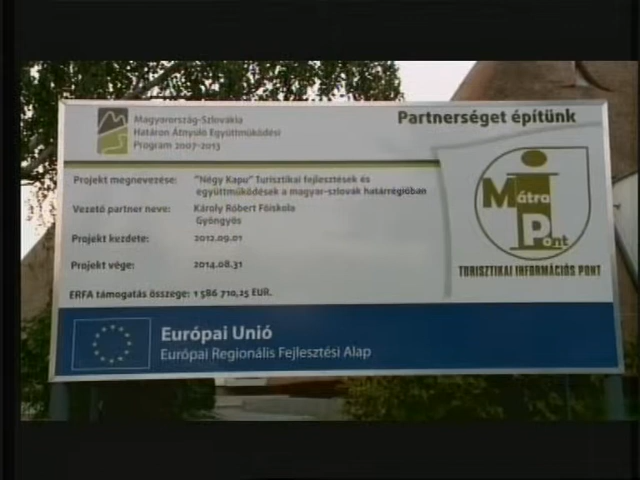 Magyarország-Szlovákia
Határon Átnyúló Együttműködési
Program 2007-2013
Partnerséget építünk
Projekt megnevezése: "Négy Kapu" Turisztikai fejlesztések és
együttműködések a magyar-szlovák határrégióban
Vezető partner neve: Károly Róbert Főiskola
Gyöngyös
Projekt kezdete: 2012.09.01
Projekt vége: 2014.08.31
ERFA támogatás összege: 1 586 710,25 EUR.
i
Mátra
Pont
TURISZTIKAI INFORMÁCIÓS PONT
Európai Unió
Európai Regionális Fejlesztési Alap